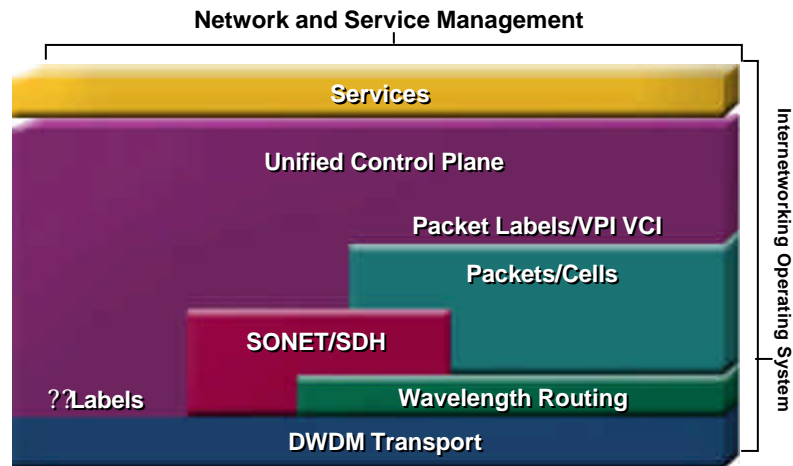 Network and Service Management
Services
Unified Control Plane
Packet Labels/VPI VCI
Packets/Cells
SONET/SDH
??Labels
Wavelength Routing
DWDM Transport
Internetworking Operating System